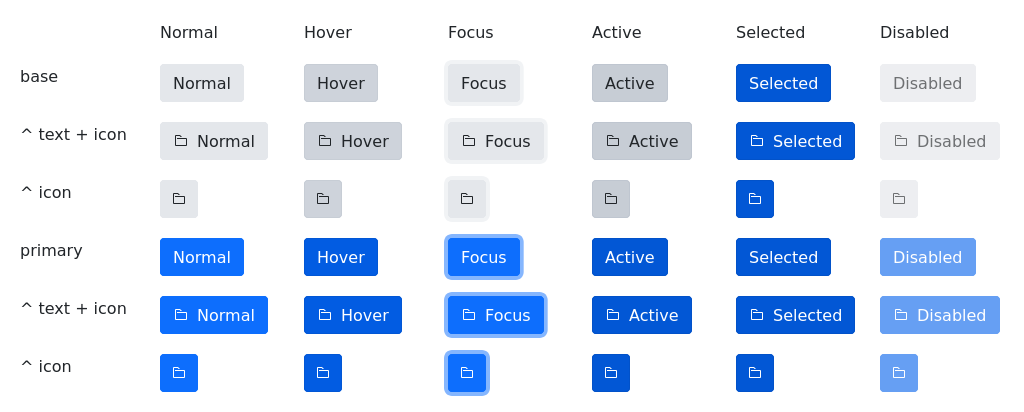 Normal Hover Focus Active Selected Disabled
base Normal Hover Focus Active Selected Disabled
^ text + icon Normal Hover Focus Active Selected Disabled
^ icon
primary Normal Hover Focus Active Selected Disabled
^ text + icon Normal Hover Focus Active Selected Disabled
^ icon